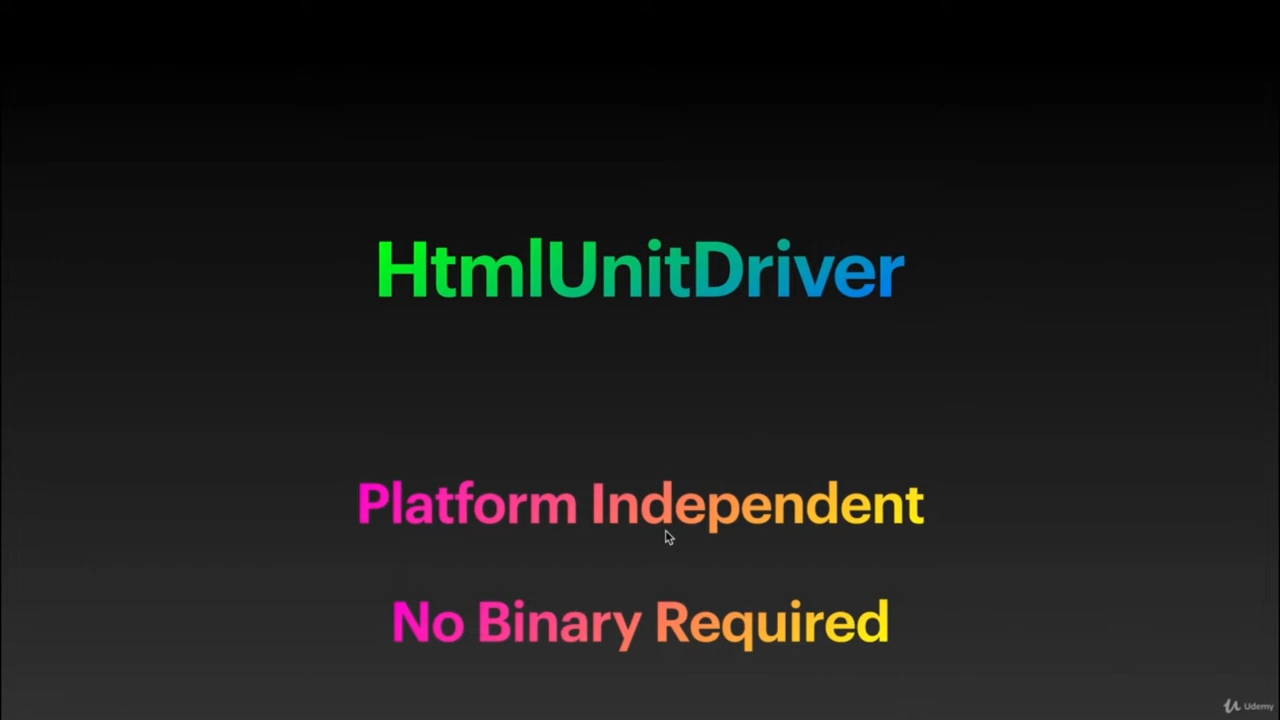 HtmlUnitDriver
Platform Independent
No Binary Required
Udemy